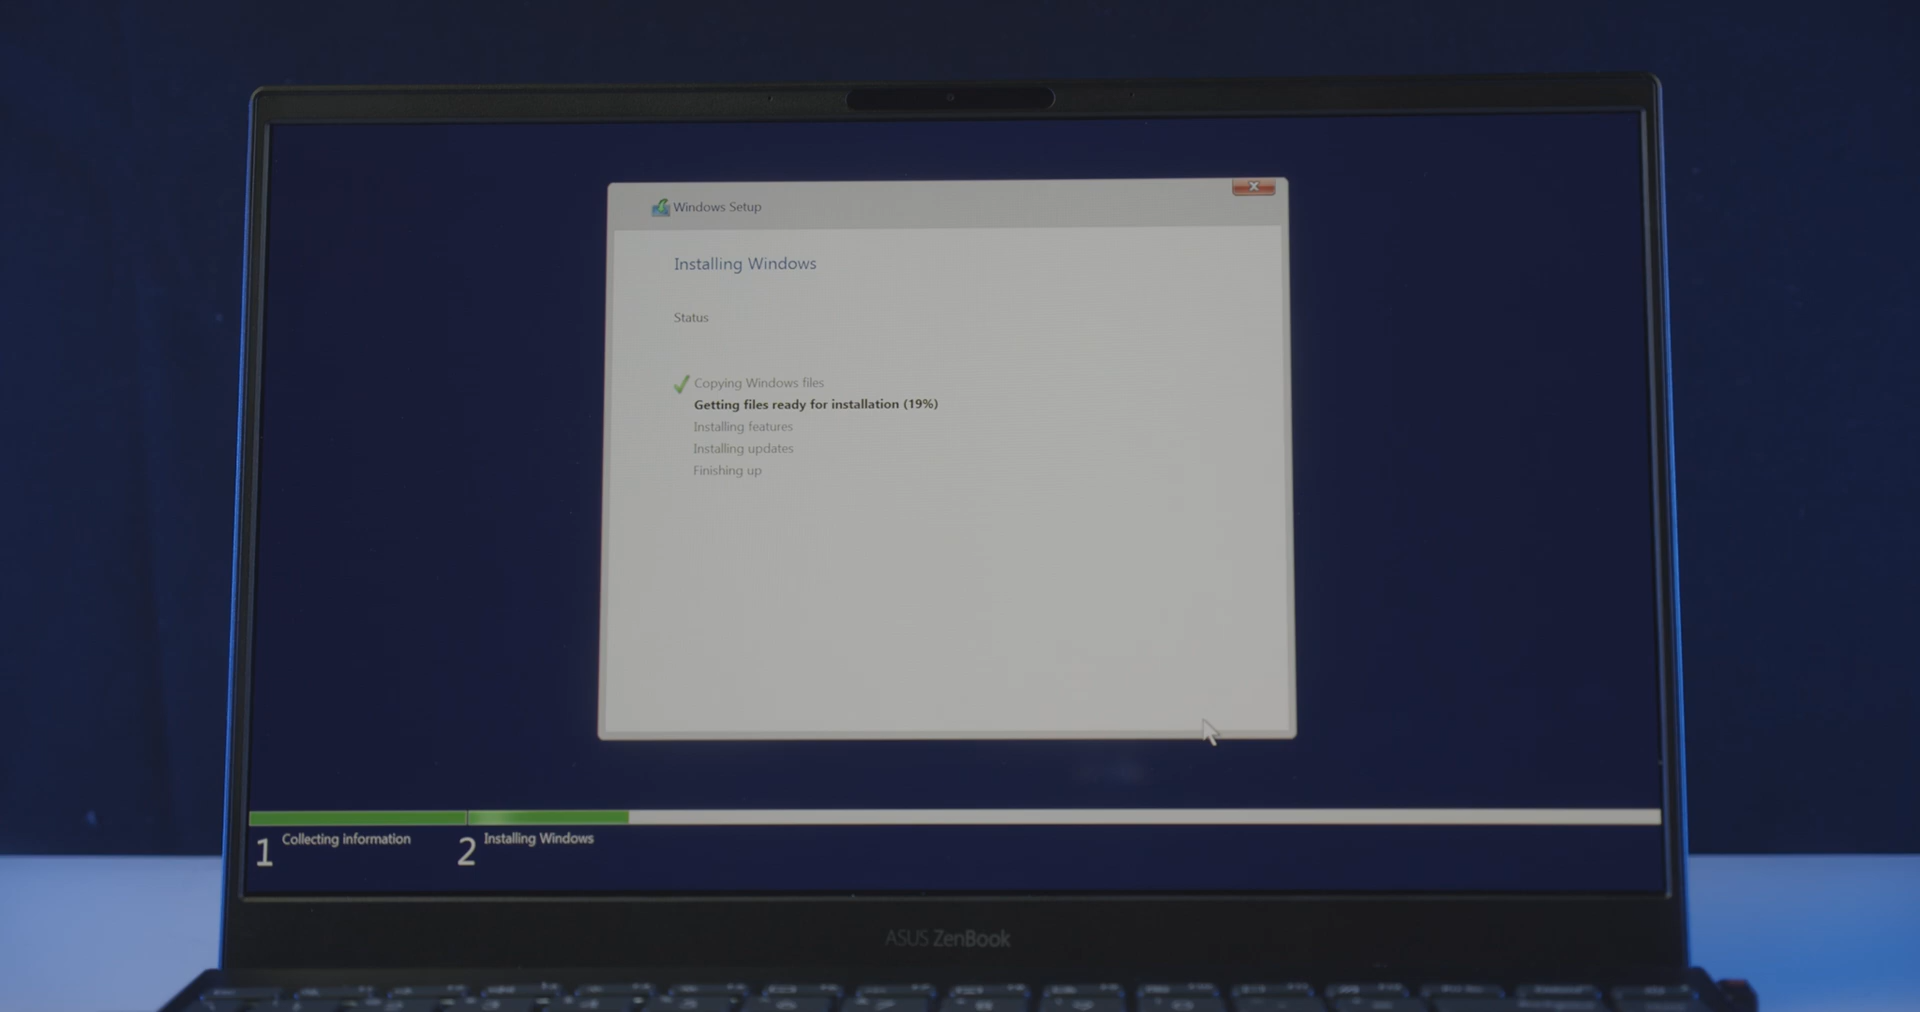 Windows Setup
Installing Windows
Status
Copying Windows files
Getting files ready for installation (19%)
Installing features
Installing updates
Finishing up
1 Collecting information
2 Installing Windows
ASUS ZenBook